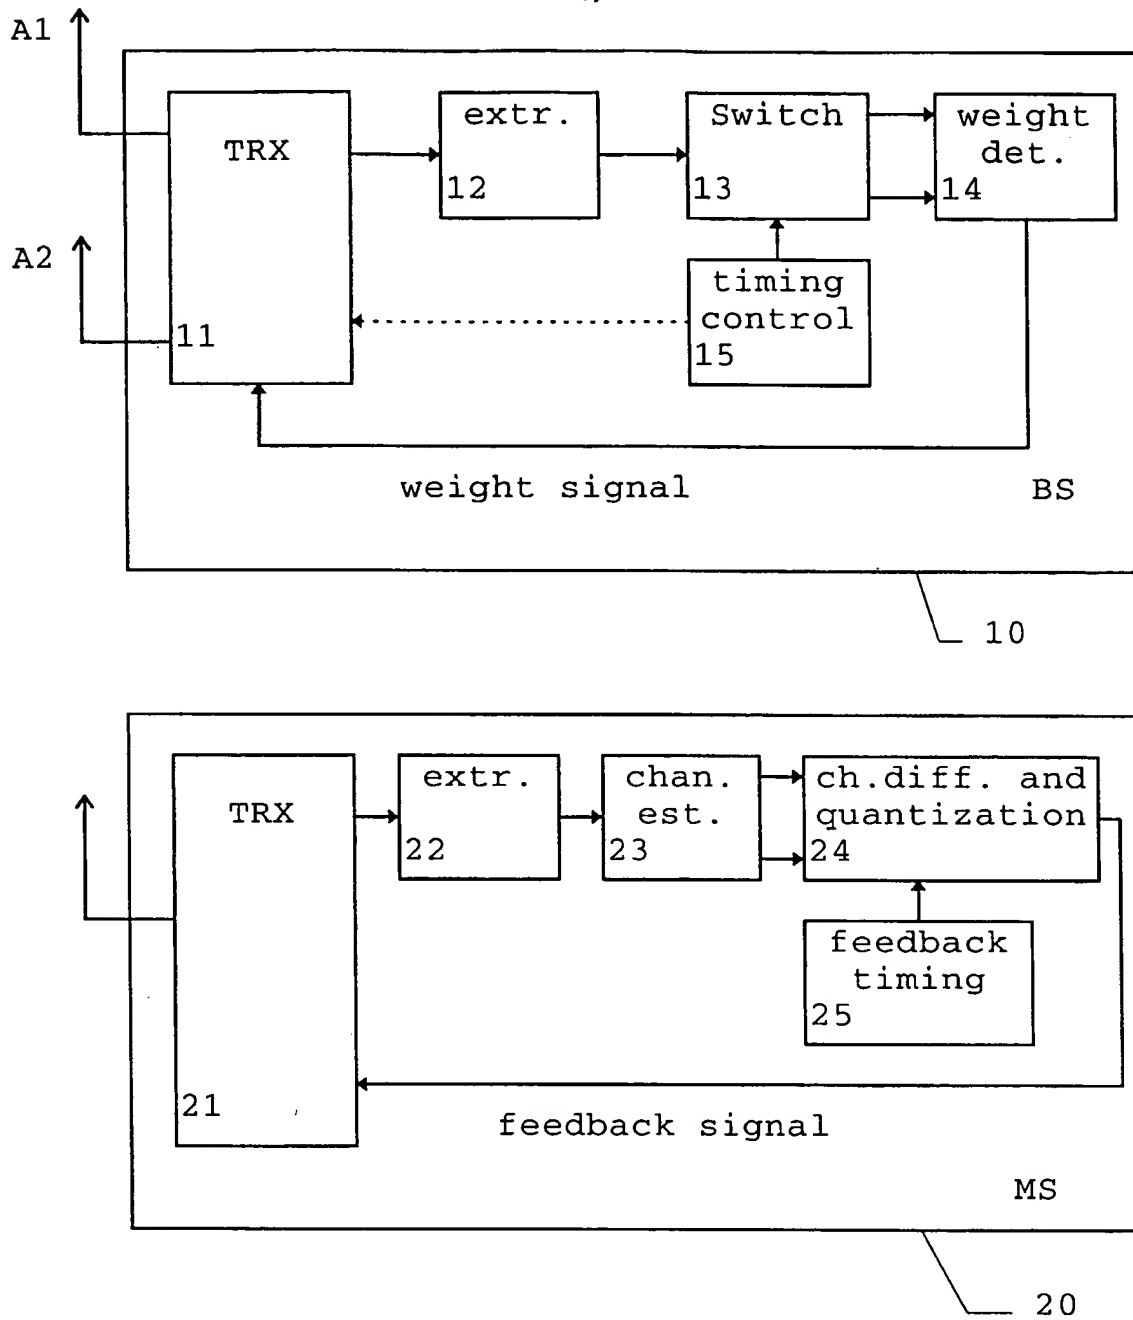 A1
TRX
11
extr.
12
Switch
13
weight
det.
14
A2
timing
control
15
weight signal
BS
10
TRX
21
extr.
22
chan.
est.
23
ch.diff. and
quantization
24
feedback
timing
25
feedback signal
MS
20